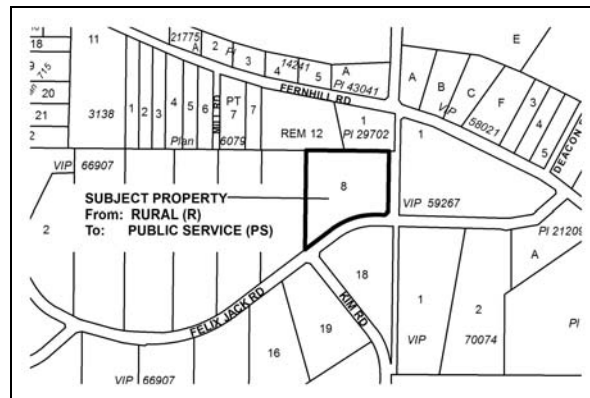 18
11
21775
A
2
Pl
3
14241
4
5
A
Pl 43041
E
715
20
21
2
3138
1
2
3
4
5
6
Plan
MILL RD
PT
7
6079
7
FERNHILL RD
REM 12
1
Pl 29702
A
B
C
VIP
F
58021
3
4
5
DEACON
1
VIP 66907
8
SUBJECT PROPERTY
From: RURAL (R)
To: PUBLIC SERVICE (PS)
VIP 59267
2
Pl 21209
A
18
KIM RD
FELIX JACK RD
1
VIP
2
70074
Pl
19
16
VIP 66907